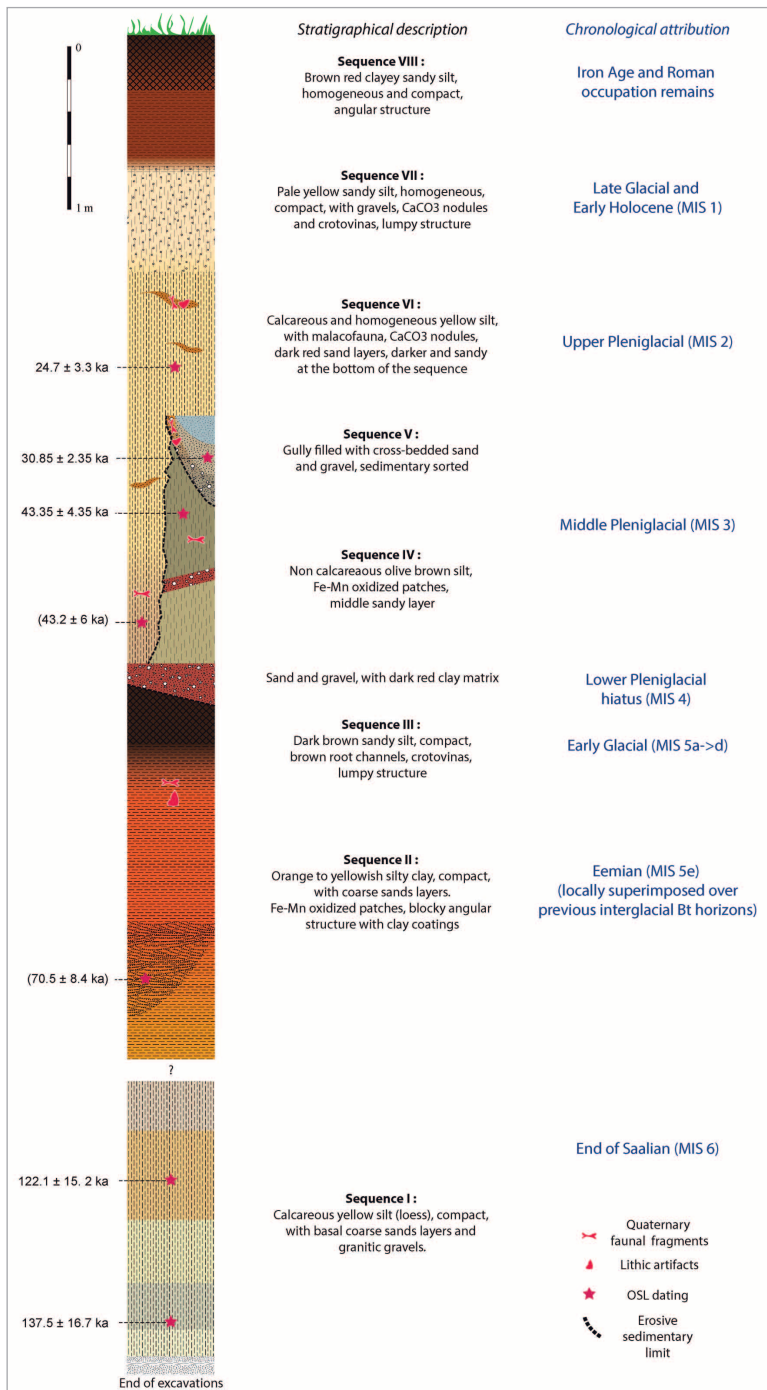 Stratigraphical description
Chronological attribution
0
1 m
Sequence VIII :
Brown red clayey sandy silt,
homogeneous and compact,
angular structure
Iron Age and Roman
occupation remains
Sequence VII :
Pale yellow sandy silt, homogeneous,
compact, with gravels, CaCO3 nodules
and crotovinas, lumpy structure
Late Glacial and
Early Holocene (MIS 1)
Sequence VI :
Calcareous and homogeneous yellow silt,
with malacofauna, CaCO3 nodules,
dark red sand layers, darker and sandy
at the bottom of the sequence
Upper Pleniglacial (MIS 2)
24.7 ± 3.3 ka
Sequence V :
Gully filled with cross-bedded sand
and gravel, sedimentary sorted
30.85 ± 2.35 ka
43.35 ± 4.35 ka
Middle Pleniglacial (MIS 3)
Sequence IV :
Non calcareaous olive brown silt,
Fe-Mn oxidized patches,
middle sandy layer
(43.2 ± 6 ka)
Sand and gravel, with dark red clay matrix
Lower Pleniglacial
hiatus (MIS 4)
Sequence III :
Dark brown sandy silt, compact,
brown root channels, crotovinas,
lumpy structure
Early Glacial (MIS 5a->d)
Sequence II :
Orange to yellowish silty clay, compact,
with coarse sands layers.
Fe-Mn oxidized patches, blocky angular
structure with clay coatings
Eemian (MIS 5e)
(locally superimposed over
previous interglacial Bt horizons)
(70.5 ± 8.4 ka)
?
End of Saalian (MIS 6)
122.1 ± 15. 2 ka
Sequence I :
Calcareous yellow silt (loess), compact,
with basal coarse sands layers and
granitic gravels.
137.5 ± 16.7 ka
Quaternary
faunal fragments
Lithic artifacts
OSL dating
Erosive
sedimentary
limit
End of excavations